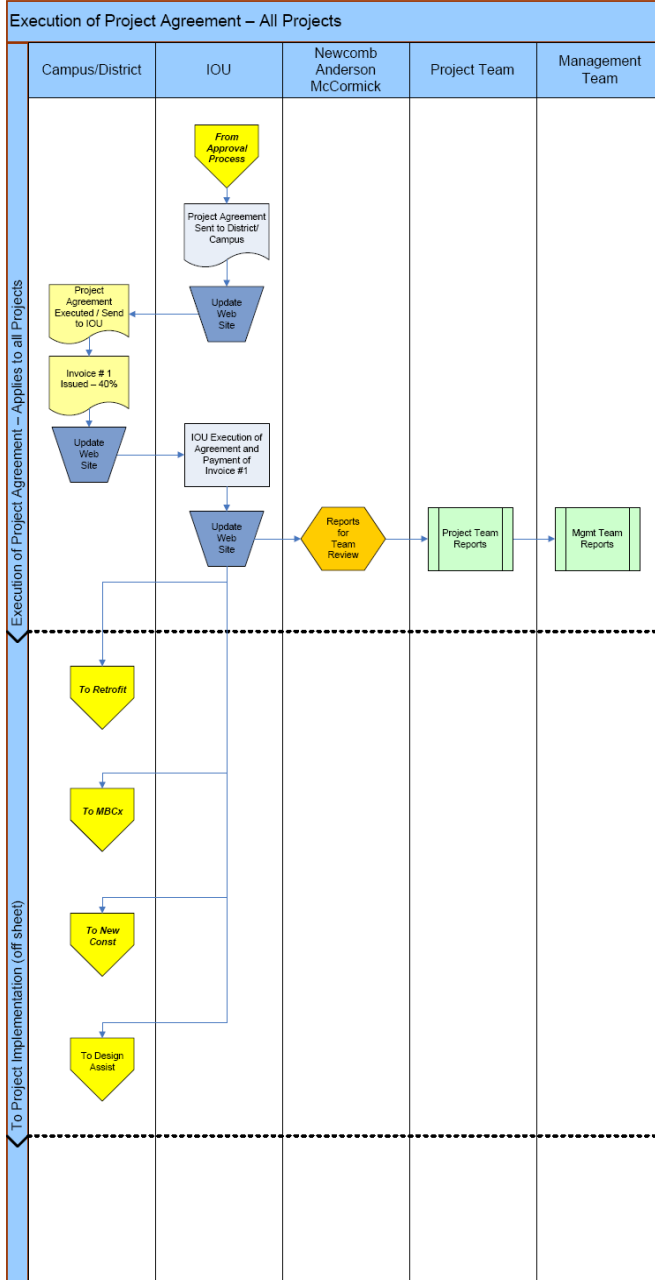 Execution of Project Agreement – All Projects
Campus/District
IOU
Newcomb
Anderson
McCormick
Project Team
Management
Team
Execution of Project Agreement – Applies to all Projects
From
Approval
Process
Project Agreement
Sent to District/
Campus
Update
Web
Site
Project
Agreement
Executed / Send
to IOU
Invoice # 1
Issued – 40%
Update
Web
Site
IOU Execution of
Agreement and
Payment of
Invoice #1
Update
Web
Site
Reports
for
Team
Review
Project Team
Reports
Mgmt Team
Reports
To Project Implementation (off sheet)
To Retrofit
To MBCx
To New
Const
To Design
Assist